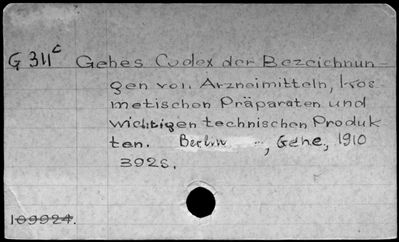 G 311c Gehes Codex der Bezeichnun-
gen von Arzneimitteln, kos-
metischen Präparaten und
wichtigen technischen Produk
ten. Berlin , Gehe, 1910
392S.
109924.